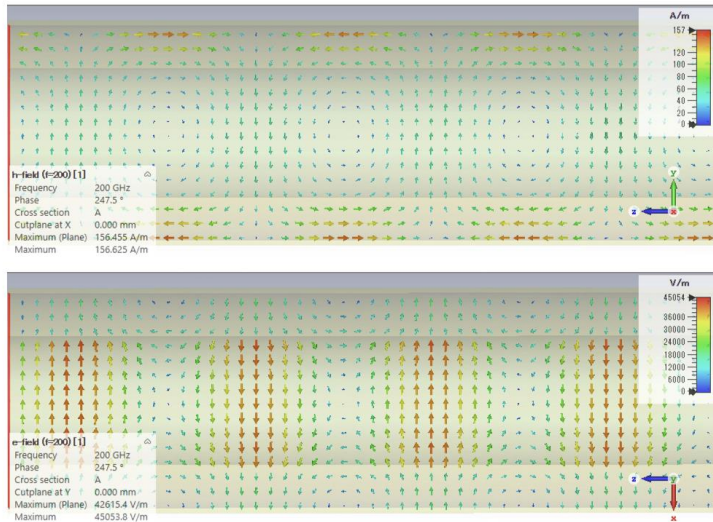 A/m
157
120
100
80
60
40
20
0
h-field (f=200) [1]
Frequency 200 GHz
Phase 247.5 °
Cross section A
Cutplane at X 0.000 mm
Maximum (Plane) 156.455 A/m
Maximum 156.625 A/m
y
z
x
V/m
45054
36000
30000
24000
18000
12000
6000
0
e-field (f=200) [1]
Frequency 200 GHz
Phase 247.5 °
Cross section A
Cutplane at Y 0.000 mm
Maximum (Plane) 42615.4 V/m
Maximum 45053.8 V/m
z
y
x